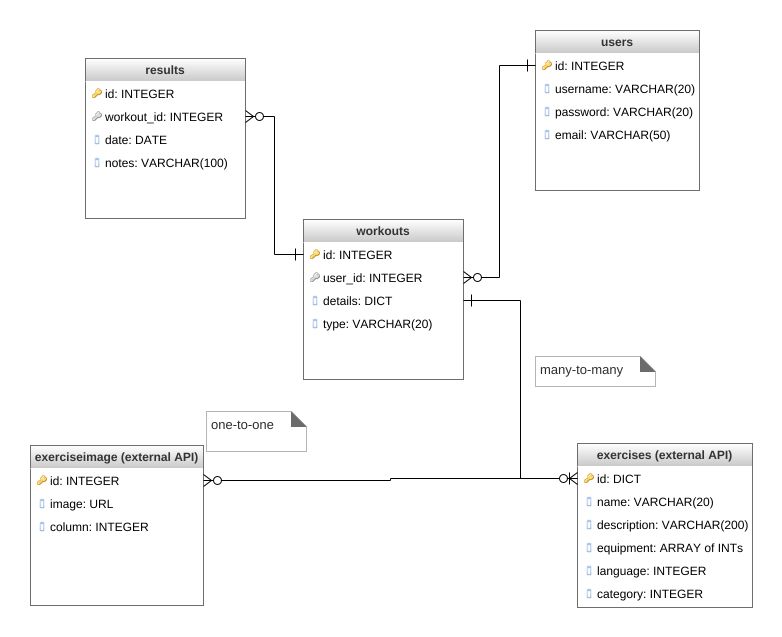 results
id: INTEGER
workout_id: INTEGER
date: DATE
notes: VARCHAR(100)
users
id: INTEGER
username: VARCHAR(20)
password: VARCHAR(20)
email: VARCHAR(50)
workouts
id: INTEGER
user_id: INTEGER
details: DICT
type: VARCHAR(20)
many-to-many
one-to-one
exerciseimage (external API)
id: INTEGER
image: URL
column: INTEGER
exercises (external API)
id: DICT
name: VARCHAR(20)
description: VARCHAR(200)
equipment: ARRAY of INTs
language: INTEGER
category: INTEGER